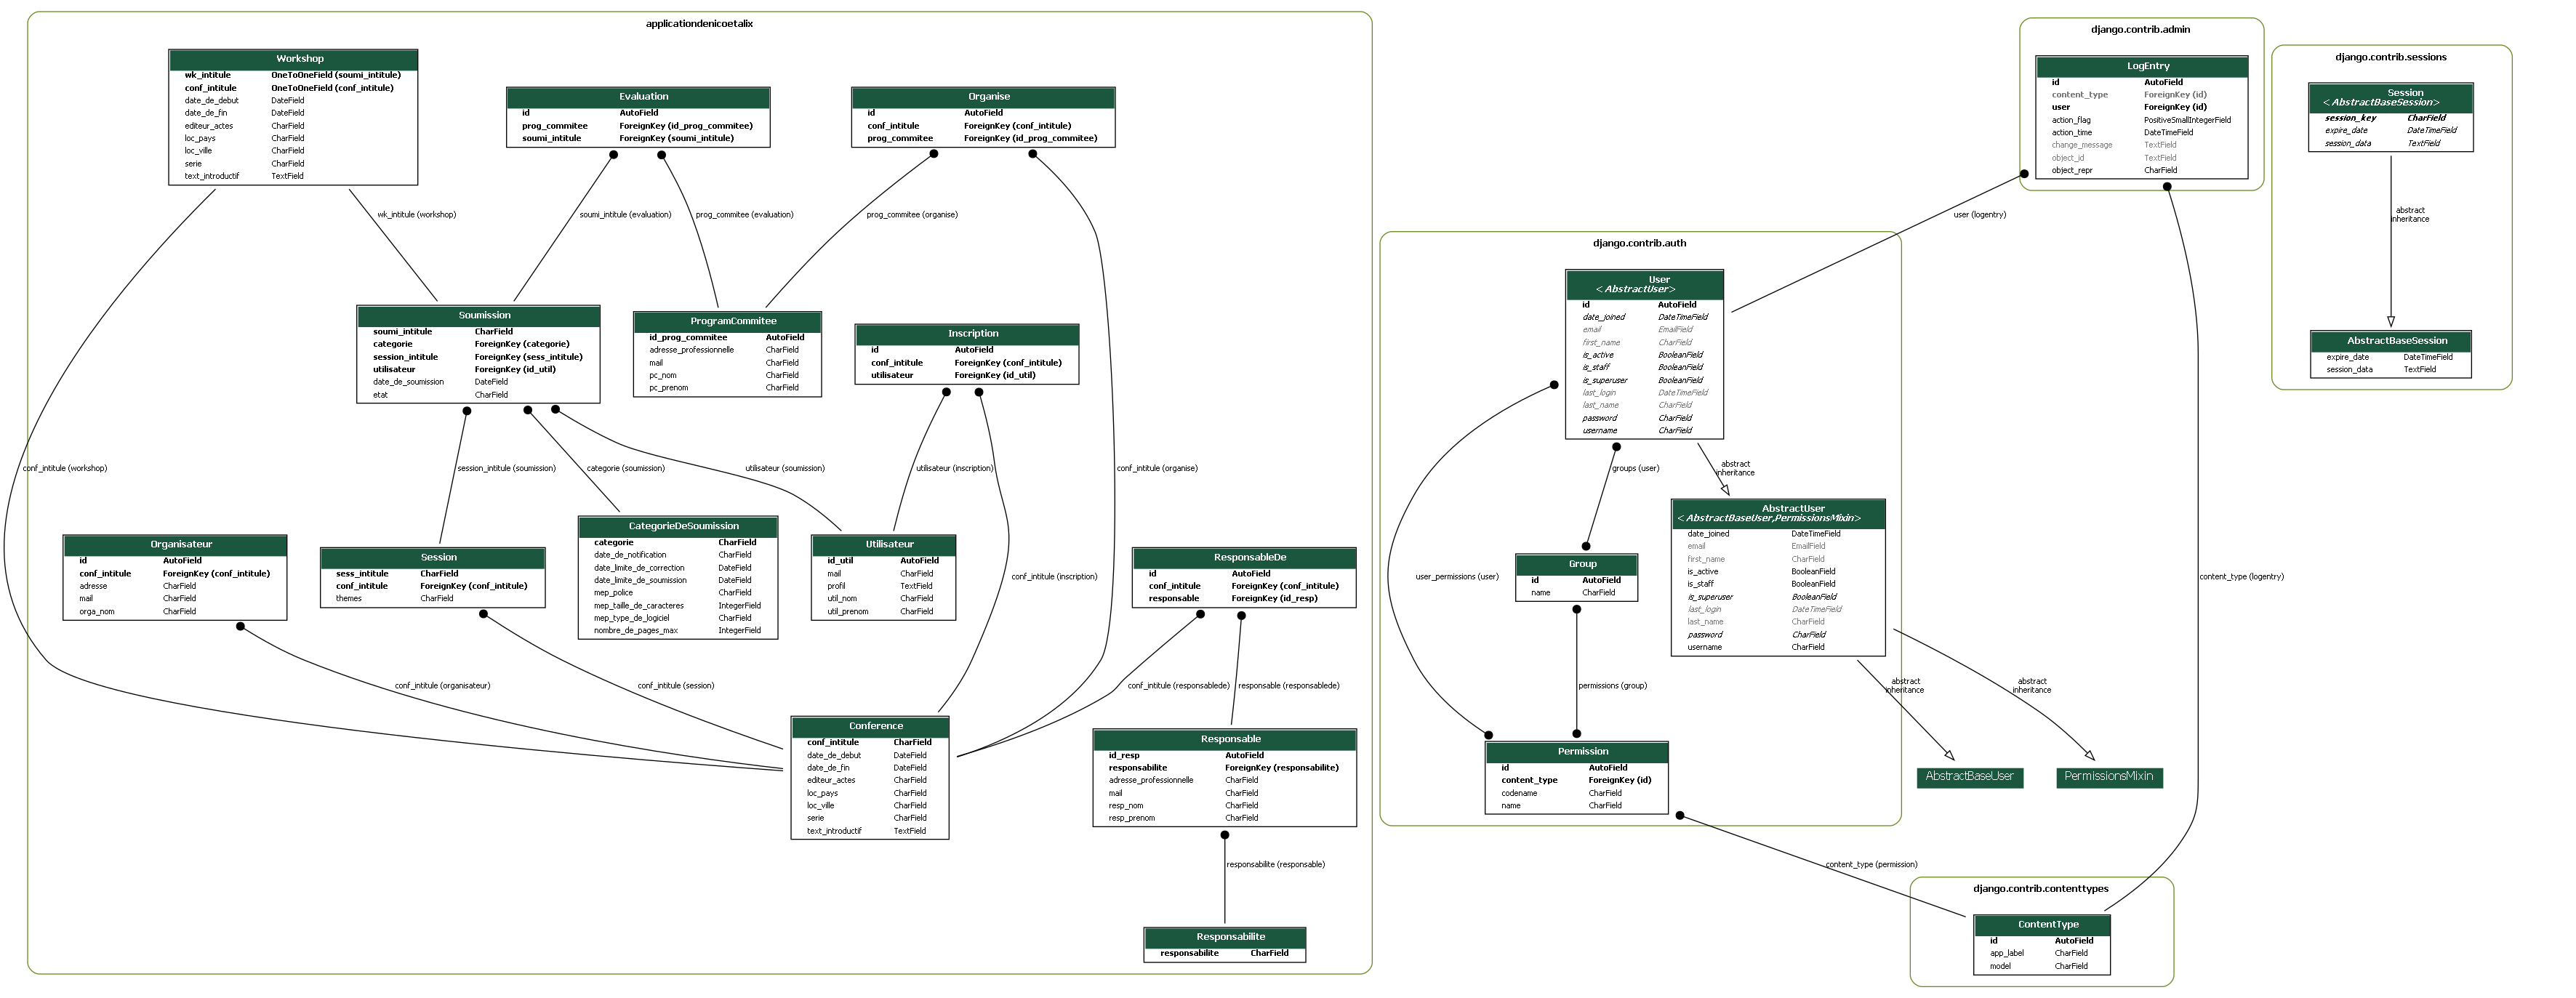 applicationdenicoetalix
Workshop
wk_intitule OneToOneField (soumi_intitule)
conf_intitule OneToOneField (conf_intitule)
date_de_debut DateField
date_de_fin DateField
editeur_actes CharField
loc_pays CharField
loc_ville CharField
serie CharField
text_introductif TextField
Evaluation
id AutoField
prog_commitee ForeignKey (id_prog_commitee)
soumi_intitule ForeignKey (soumi_intitule)
Organise
id AutoField
conf_intitule ForeignKey (conf_intitule)
prog_commitee ForeignKey (id_prog_commitee)
wk_intitule (workshop)
soumi_intitule (evaluation)
prog_commitee (evaluation)
prog_commitee (organise)
Soumission
soumi_intitule CharField
categorie ForeignKey (categorie)
session_intitule ForeignKey (sess_intitule)
utilisateur ForeignKey (id_util)
date_de_soumission DateField
etat CharField
ProgramCommitee
id_prog_commitee AutoField
adresse_professionnelle CharField
mail CharField
pc_nom CharField
pc_prenom CharField
Inscription
id AutoField
conf_intitule ForeignKey (conf_intitule)
utilisateur ForeignKey (id_util)
conf_intitule (workshop)
session_intitule (soumission)
categorie (soumission)
utilisateur (soumission)
utilisateur (inscription)
conf_intitule (organise)
Organisateur
id AutoField
conf_intitule ForeignKey (conf_intitule)
adresse CharField
mail CharField
orga_nom CharField
Session
sess_intitule CharField
conf_intitule ForeignKey (conf_intitule)
themes CharField
CategorieDeSoumission
categorie CharField
date_de_notification CharField
date_limite_de_correction DateField
date_limite_de_soumission DateField
mep_police CharField
mep_taille_de_caracteres IntegerField
mep_type_de_logiciel CharField
nombre_de_pages_max IntegerField
Utilisateur
id_util AutoField
mail CharField
profil TextField
util_nom CharField
util_prenom CharField
conf_intitule (inscription)
ResponsableDe
id AutoField
conf_intitule ForeignKey (conf_intitule)
responsable ForeignKey (id_resp)
conf_intitule (organisateur)
conf_intitule (session)
conf_intitule (responsablede)
responsable (responsablede)
Conference
conf_intitule CharField
date_de_debut DateField
date_de_fin DateField
editeur_actes CharField
loc_pays CharField
loc_ville CharField
serie CharField
text_introductif TextField
Responsable
id_resp AutoField
responsabilite ForeignKey (responsabilite)
adresse_professionnelle CharField
mail CharField
resp_nom CharField
resp_prenom CharField
responsabilite (responsable)
Responsabilite
responsabilite CharField
django.contrib.admin
LogEntry
id AutoField
content_type ForeignKey (id)
user ForeignKey (id)
action_flag PositiveSmallIntegerField
action_time DateTimeField
change_message TextField
object_id TextField
object_repr CharField
user (logentry)
content_type (logentry)
django.contrib.sessions
Session
<AbstractBaseSession>
session_key CharField
expire_date DateTimeField
session_data TextField
abstract
inheritance
AbstractBaseSession
expire_date DateTimeField
session_data TextField
django.contrib.auth
User
<AbstractUser>
id AutoField
date_joined DateTimeField
email EmailField
first_name CharField
is_active BooleanField
is_staff BooleanField
is_superuser BooleanField
last_login DateTimeField
last_name CharField
password CharField
username CharField
groups (user)
abstract
inheritance
AbstractUser
<AbstractBaseUser,PermissionsMixin>
date_joined DateTimeField
email EmailField
first_name CharField
is_active BooleanField
is_staff BooleanField
is_superuser BooleanField
last_login DateTimeField
last_name CharField
password CharField
username CharField
user_permissions (user)
Group
id AutoField
name CharField
permissions (group)
abstract
inheritance
abstract
inheritance
Permission
id AutoField
content_type ForeignKey (id)
codename CharField
name CharField
AbstractBaseUser
PermissionsMixin
content_type (permission)
django.contrib.contenttypes
ContentType
id AutoField
app_label CharField
model CharField